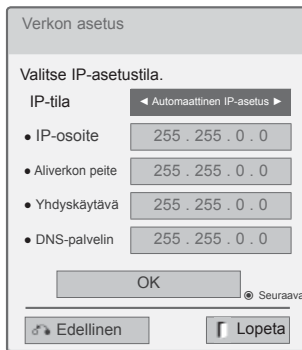 Verkon asetus
Valitse IP-asetustila.
IP-tila ◄ Automaattinen IP-asetus ►
● IP-osoite 255 . 255 . 0 . 0
● Aliverkon peite 255 . 255 . 0 . 0
● Yhdyskäytävä 255 . 255 . 0 . 0
● DNS-palvelin 255 . 255 . 0 . 0
OK
◉ Seuraava
Edellinen Lopeta